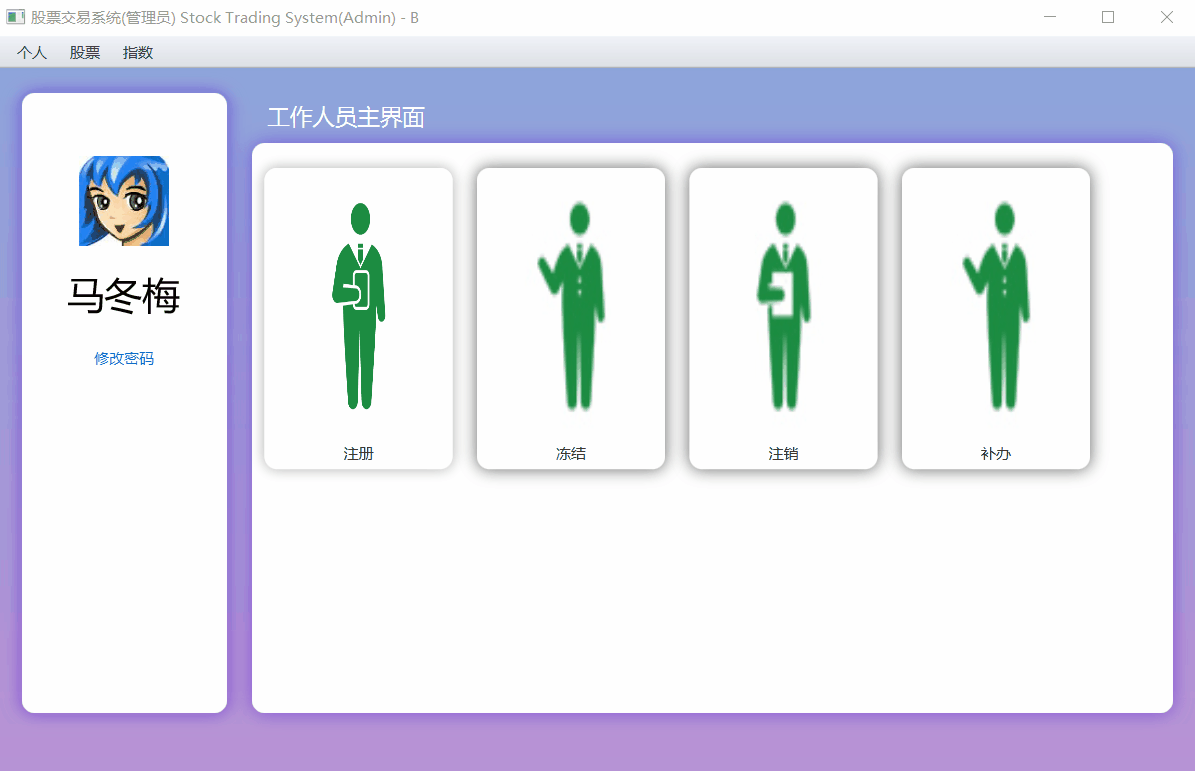 股票交易系统(管理员) Stock Trading System(Admin) - B
个人 股票 指数
工作人员主界面
马冬梅
修改密码
注册 冻结 注销 补办